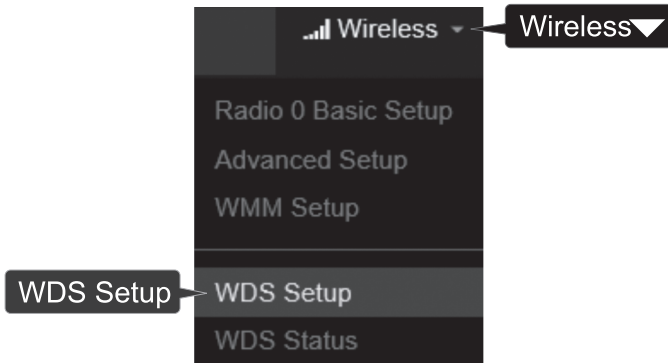 Wireless
Wireless
Radio 0 Basic Setup
Advanced Setup
WMM Setup
WDS Setup
WDS Setup
WDS Status